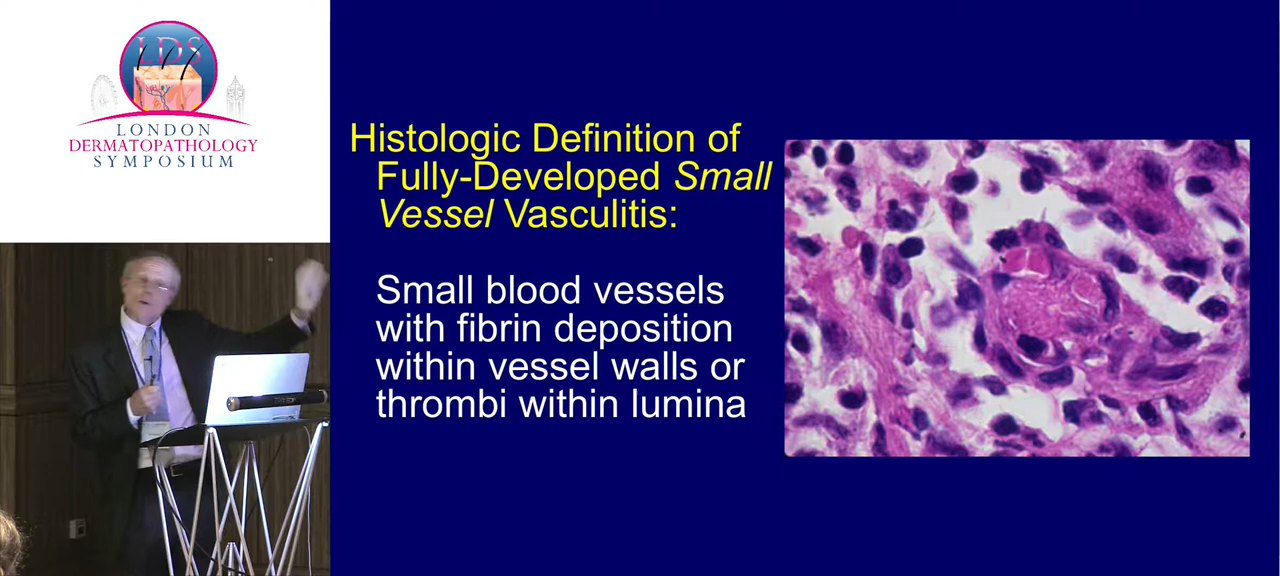 LDS
LONDON
DERMATOPATHOLOGY
SYMPOSIUM
Histologic Definition of
Fully-Developed Small
Vessel Vasculitis:
Small blood vessels
with fibrin deposition
within vessel walls or
thrombi within lumina